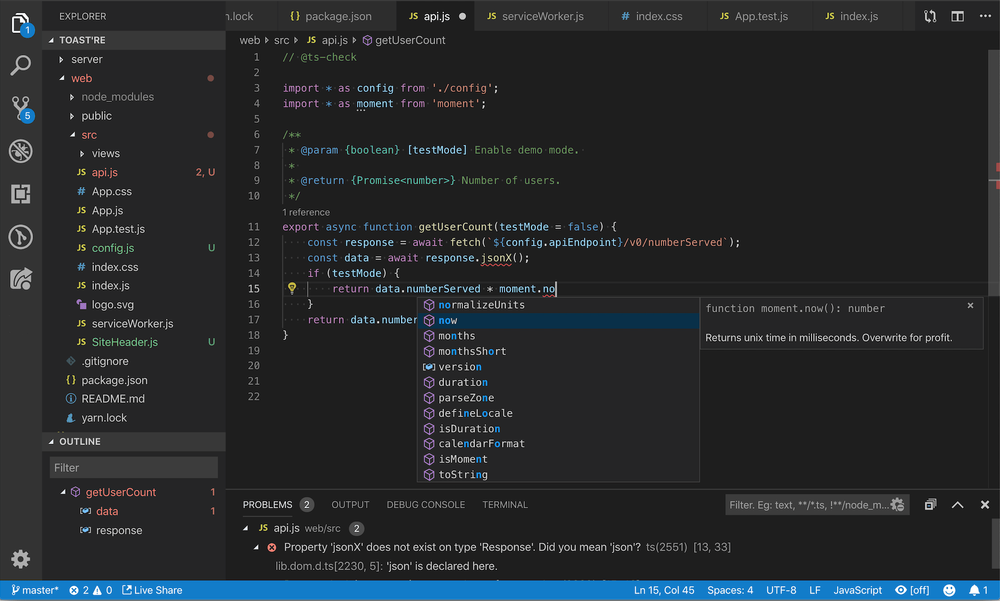 EXPLORER
TOAST'RE
server
web
node_modules
public
src
views
JS api.js 2, U
# App.css
JS App.js
JS App.test.js
JS config.js U
# index.css
JS index.js
logo.svg
JS serviceWorker.js
JS SiteHeader.js U
.gitignore
{} package.json
README.md
yarn.lock
OUTLINE
Filter
getUserCount 1
data 1
response
1
5
n.lock
{} package.json
JS api.js
JS serviceWorker.js
# index.css
JS App.test.js
JS index.js
web src JS api.js getUserCount
1 // @ts-check
2
3 import * as config from './config';
4 import * as moment from 'moment';
5
6 /**
7 * @param {boolean} [testMode] Enable demo mode.
8 *
9 * @return {Promise<number>} Number of users.
10 */
1 reference
11 export async function getUserCount(testMode = false) {
12 const response = await fetch(`${config.apiEndpoint}/v0/numberServed`);
13 const data = await response.jsonX();
14 if (testMode) {
15 return data.numberServed * moment.no
16 }
17 return data.number
18 }
19
20
21
22
normalizeUnits
now
months
monthsShort
version
duration
parseZone
defineLocale
isDuration
calendarFormat
isMoment
toString
function moment.now(): number
Returns unix time in milliseconds. Overwrite for profit.
PROBLEMS 2 OUTPUT DEBUG CONSOLE TERMINAL
Filter. Eg: text, **/*.ts, !**/node_m...
JS api.js web/src 2
Property 'jsonX' does not exist on type 'Response'. Did you mean 'json'? ts(2551) [13, 33]
lib.dom.d.ts[2230, 5]: 'json' is declared here.
master* 2 0 Live Share
Ln 15, Col 45 Spaces: 4 UTF-8 LF JavaScript [off] 1